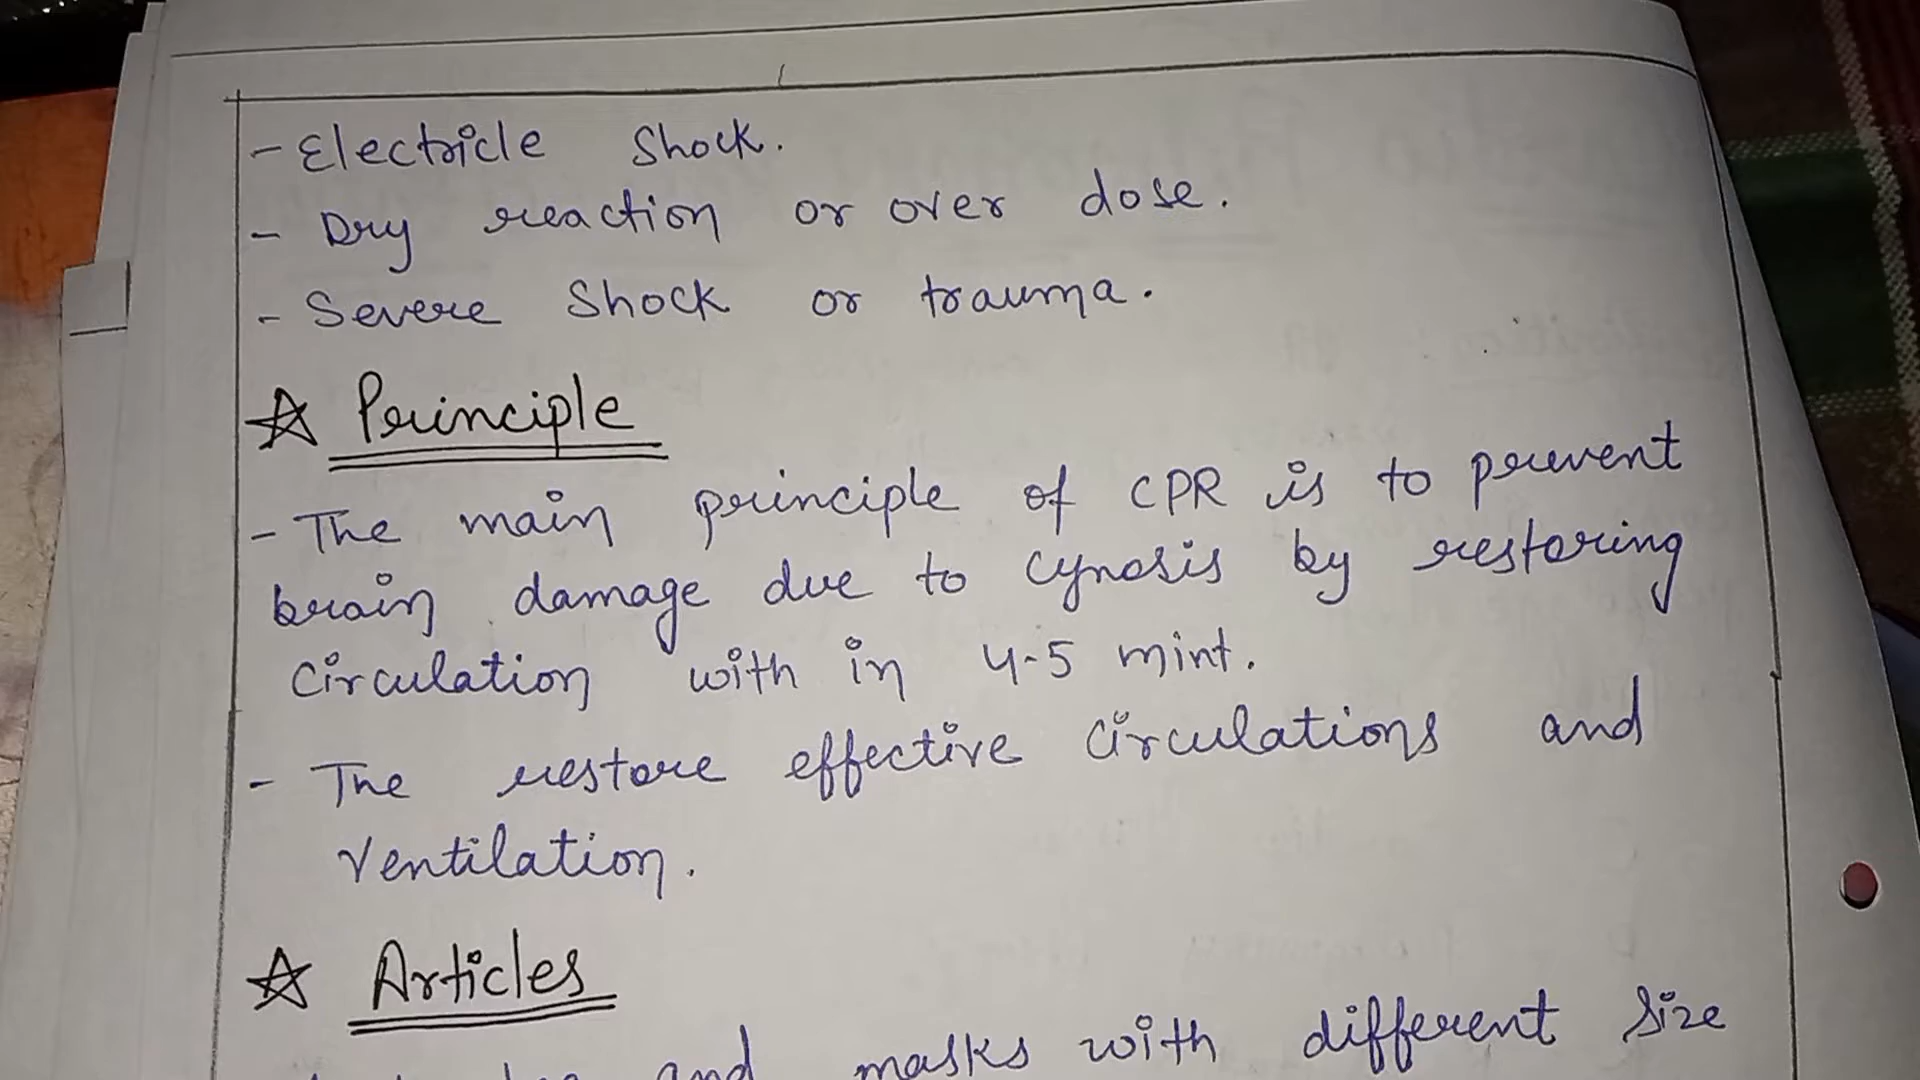 - Electricle Shock.
- Dry reaction or over dose.
- Severe Shock or trauma.
☆ Principle
- The main principle of CPR is to prevent
brain damage due to cynosis by restoring
circulation with in 4-5 mint.
- The restore effective circulations and
ventilation.
☆ Articles
and masks with different size